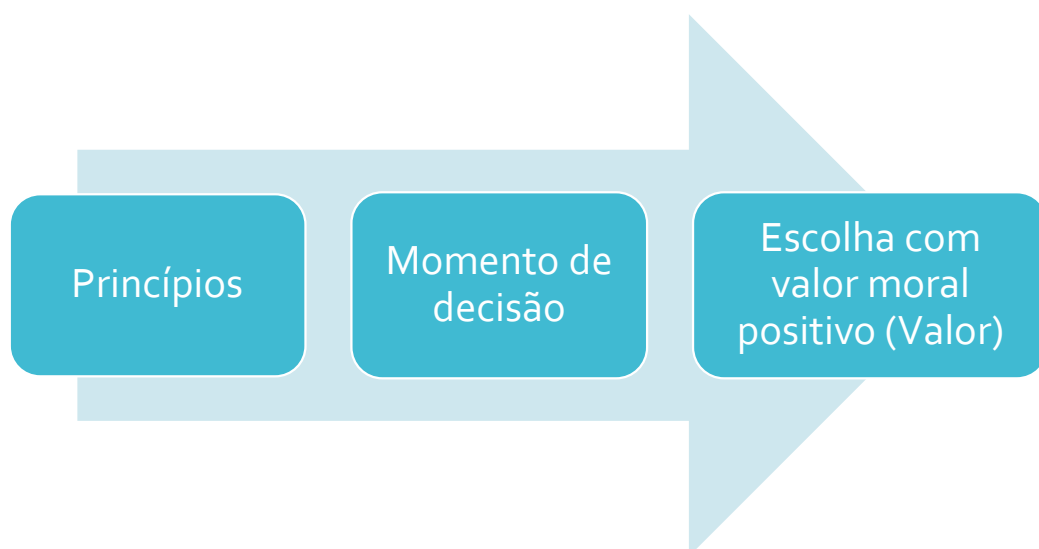 Princípios
Momento de
decisão
Escolha com
valor moral
positivo (Valor)